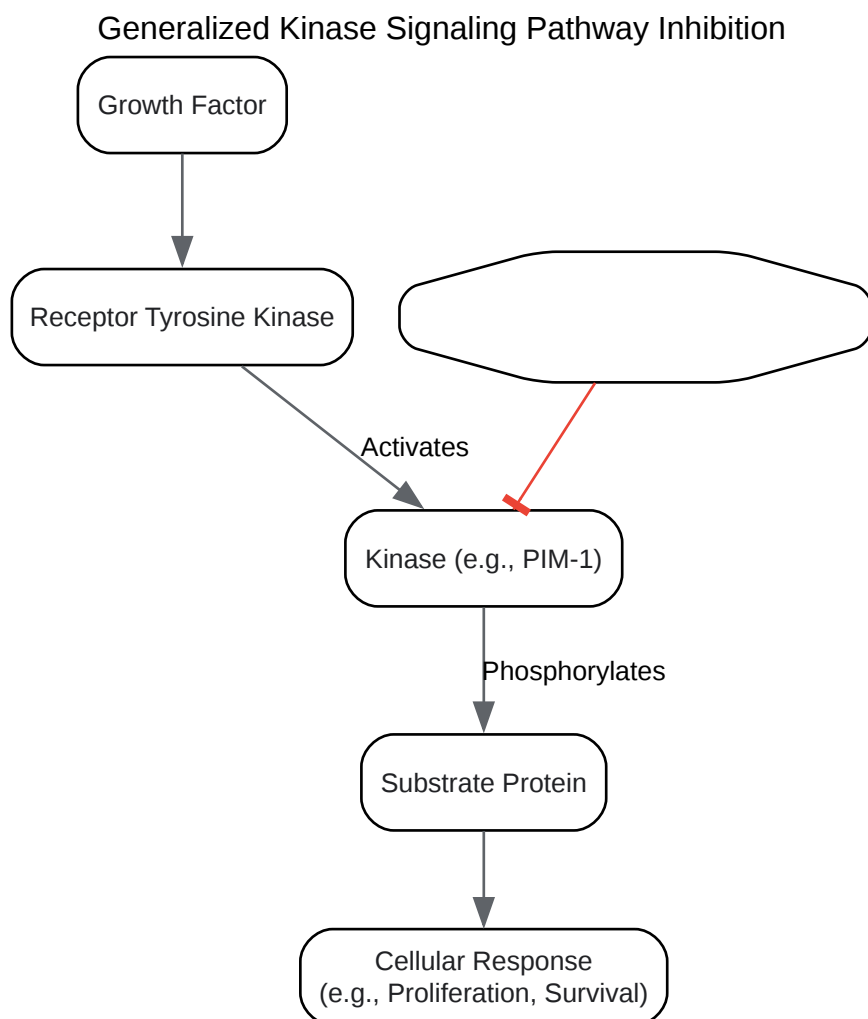 Generalized Kinase Signaling Pathway Inhibition
Growth Factor
Receptor Tyrosine Kinase
Activates
Kinase (e.g., PIM-1)
Phosphorylates
Substrate Protein
Cellular Response
(e.g., Proliferation, Survival)